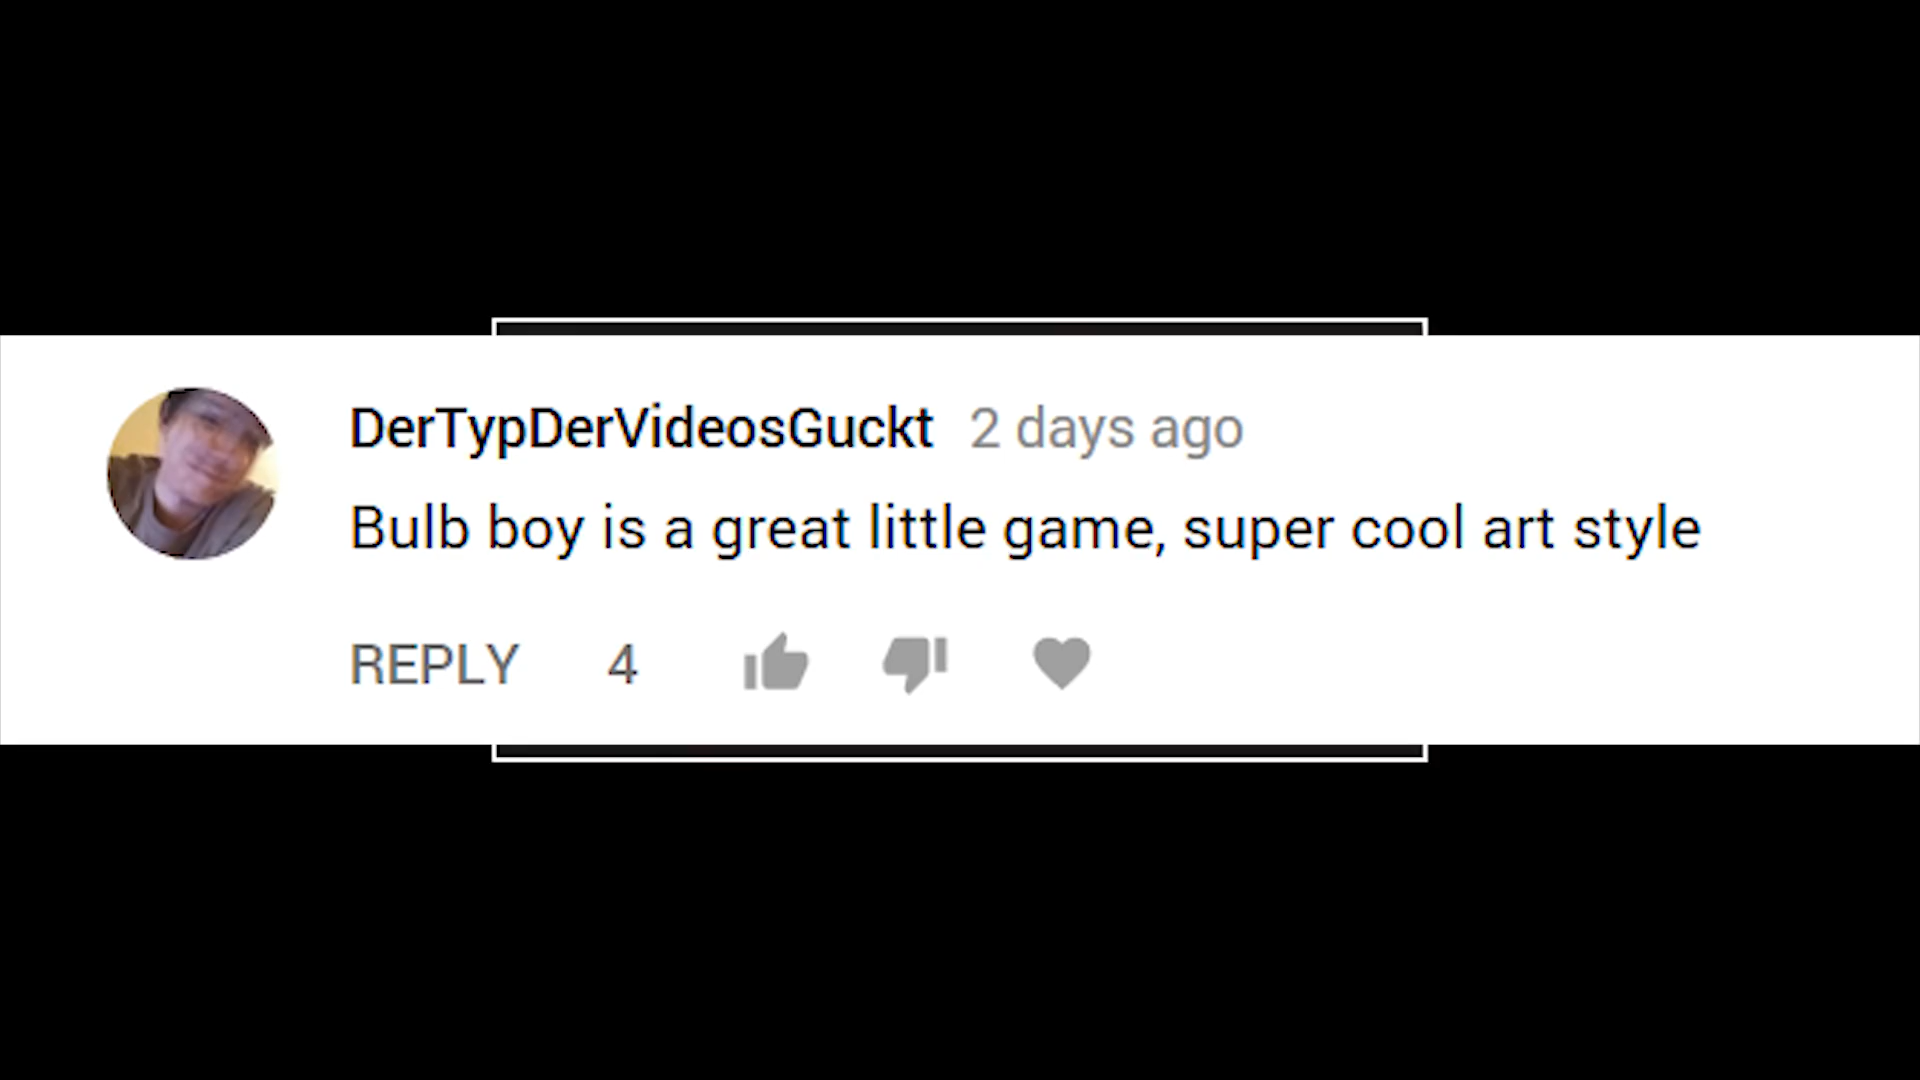 DerTypDerVideosGuckt 2 days ago
Bulb boy is a great little game, super cool art style
REPLY 4